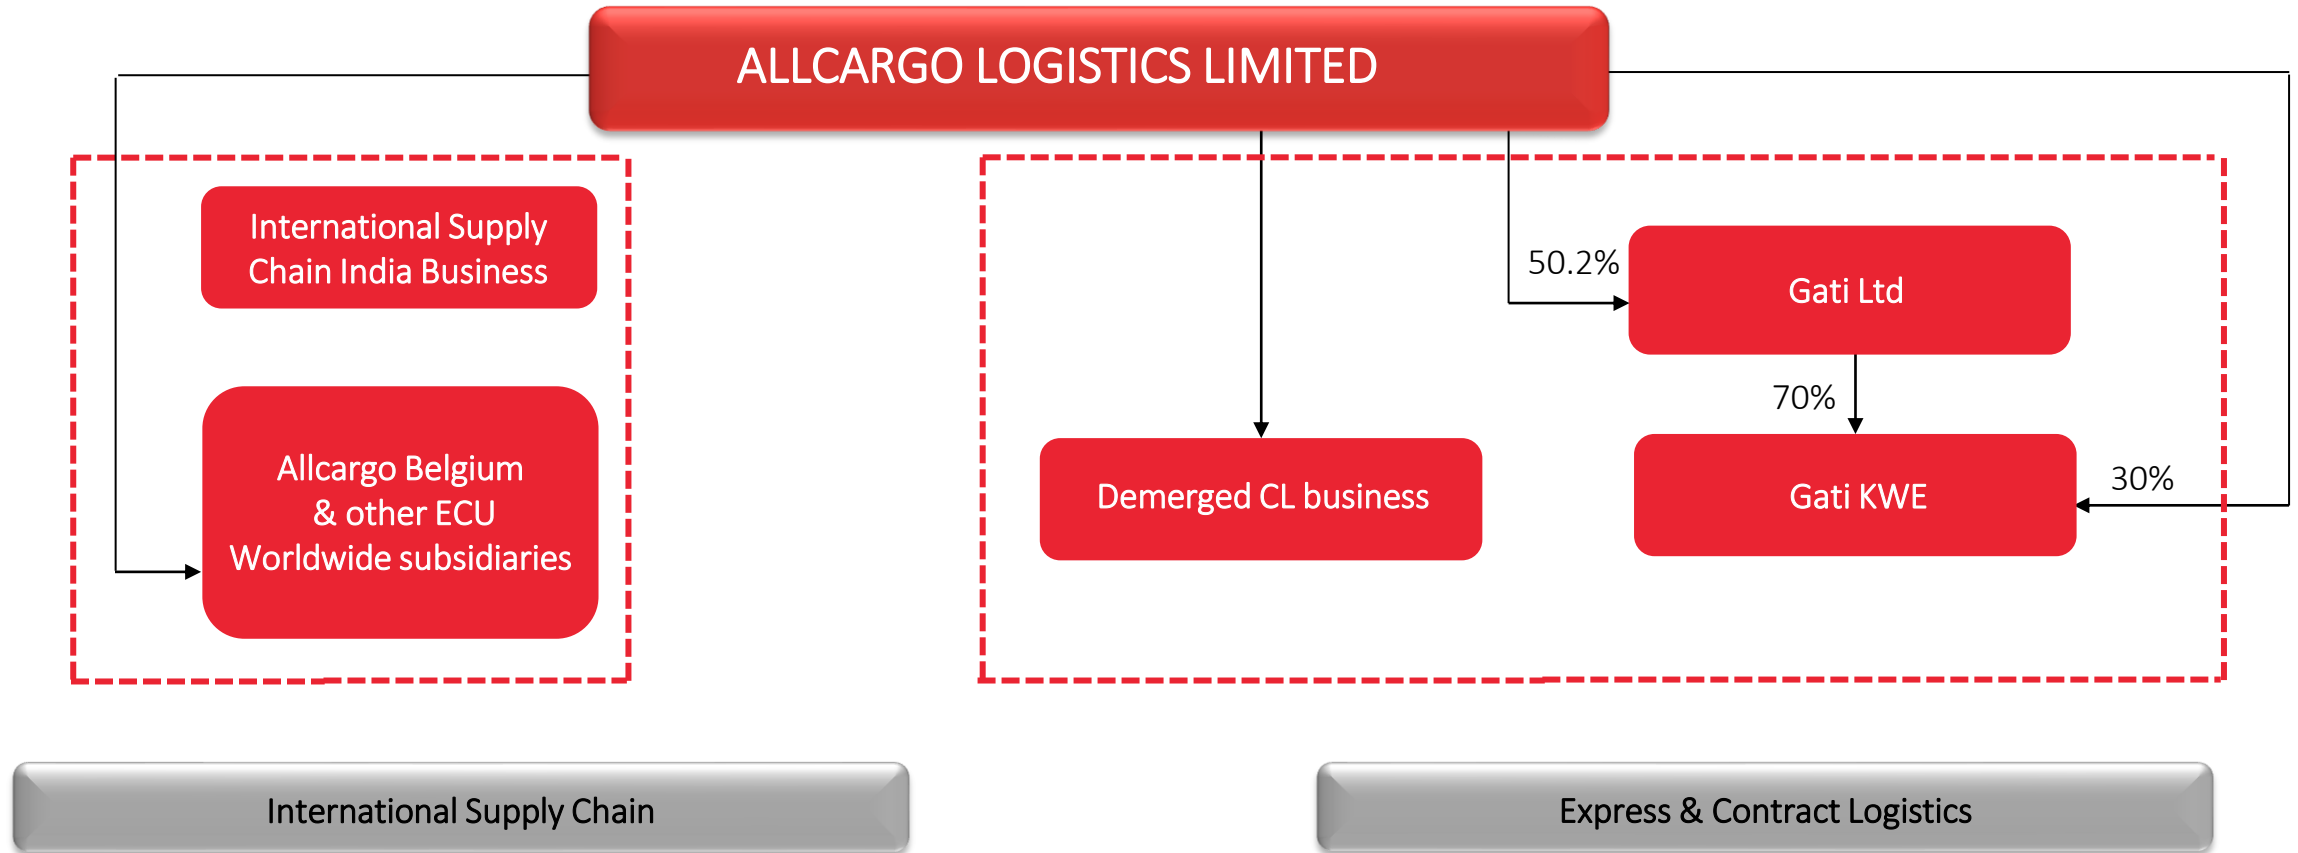 ALLCARGO LOGISTICS LIMITED
International Supply
Chain India Business
Allcargo Belgium
& other ECU
Worldwide subsidiaries
50.2%
Gati Ltd
70%
Demerged CL business
Gati KWE
30%
International Supply Chain
Express & Contract Logistics